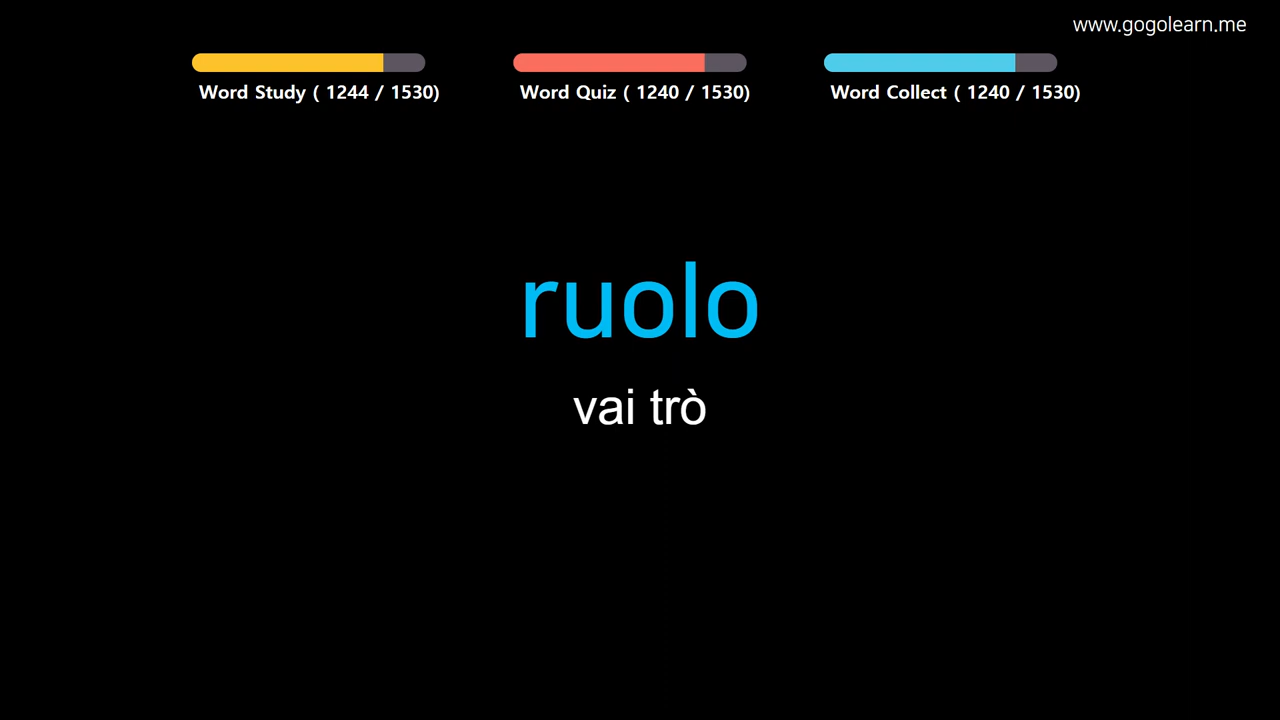 www.gogolearn.me
Word Study ( 1244 / 1530)
Word Quiz ( 1240 / 1530)
Word Collect ( 1240 / 1530)
ruolo
vai trò